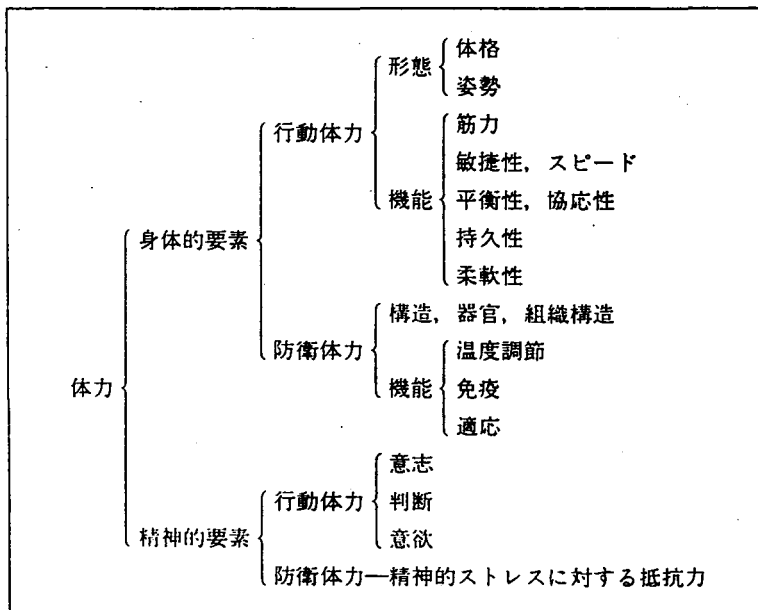 体格
形態
姿勢
行動体力
筋力
敏捷性，スピード
機能
平衡性，協応性
身体的要素
持久性
柔軟性
構造，器官，組織構造
防衛体力
温度調節
体力
機能
免疫
適応
意志
行動体力
判断
精神的要素
意欲
防衛体力―精神的ストレスに対する抵抗力